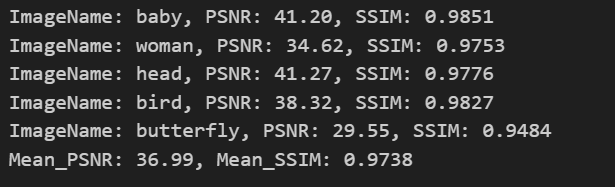 ImageName: baby, PSNR: 41.20, SSIM: 0.9851
ImageName: woman, PSNR: 34.62, SSIM: 0.9753
ImageName: head, PSNR: 41.27, SSIM: 0.9776
ImageName: bird, PSNR: 38.32, SSIM: 0.9827
ImageName: butterfly, PSNR: 29.55, SSIM: 0.9484
Mean_PSNR: 36.99, Mean_SSIM: 0.9738